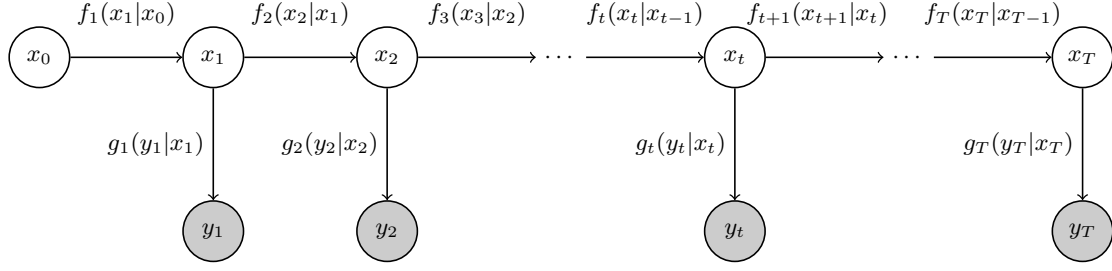 f_1(x_1|x_0) f_2(x_2|x_1) f_3(x_3|x_2) f_t(x_t|x_{t-1}) f_{t+1}(x_{t+1}|x_t) f_T(x_T|x_{T-1})
x_0 x_1 x_2 ··· x_t ··· x_T
g_1(y_1|x_1) g_2(y_2|x_2) g_t(y_t|x_t) g_T(y_T|x_T)
y_1 y_2 y_t y_T